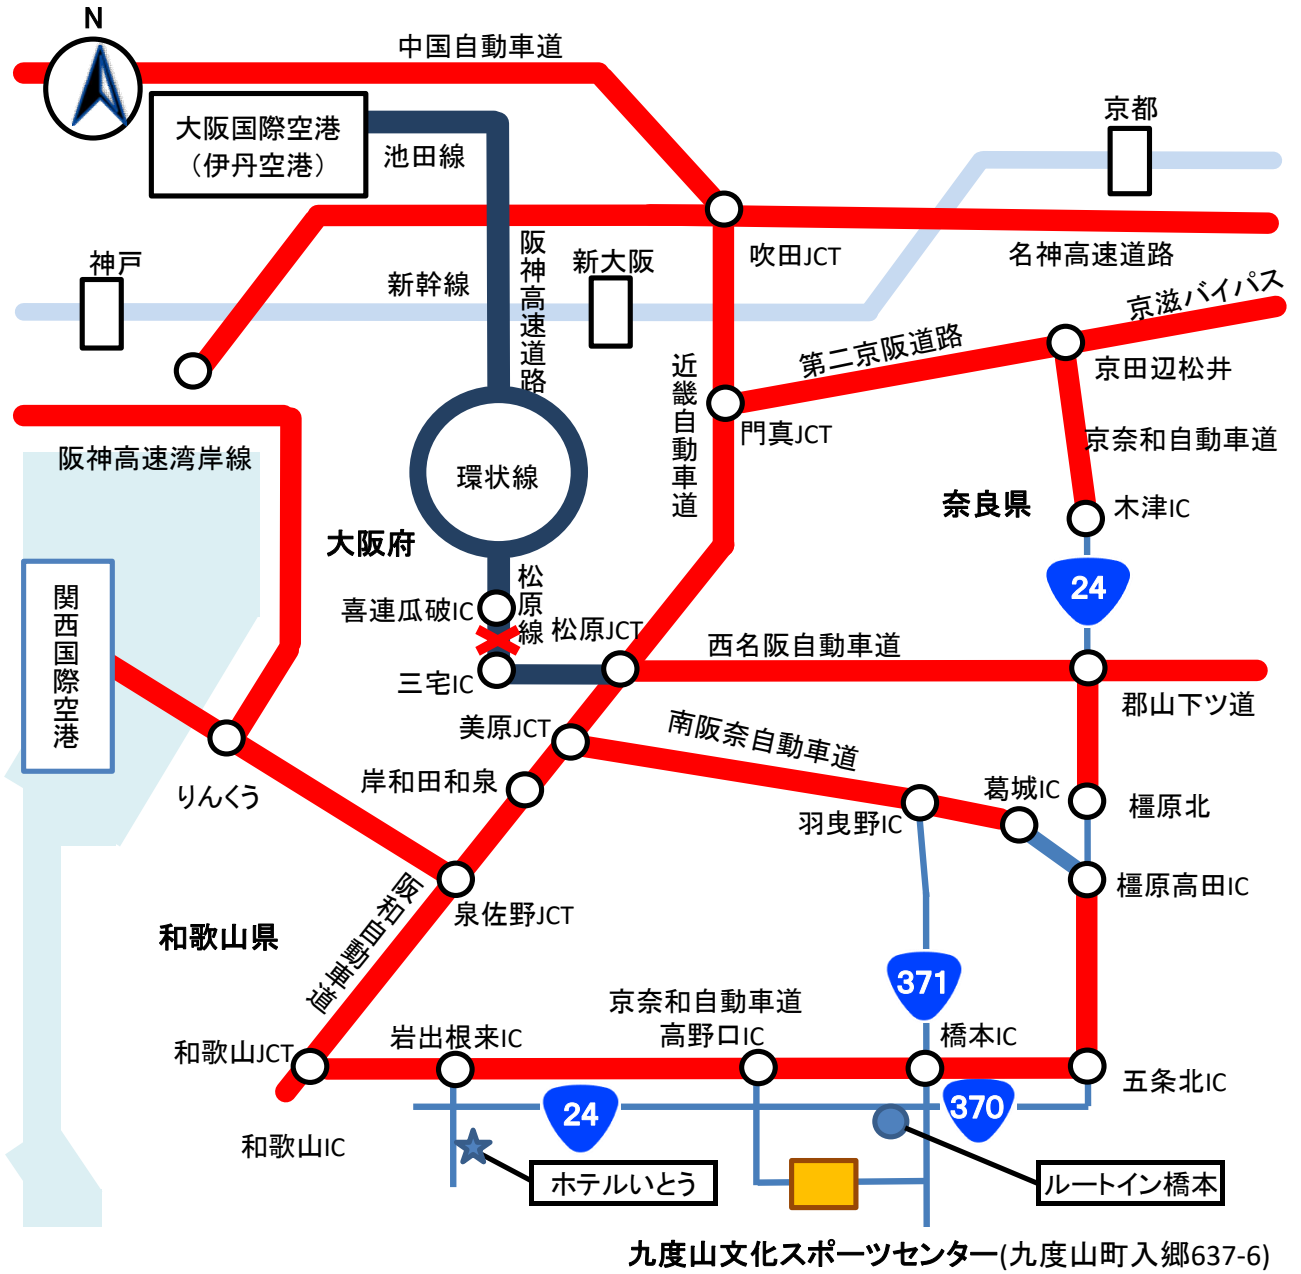 N
中国自動車道
大阪国際空港
（伊丹空港）
池田線
京都
阪神高速道路
新大阪
吹田JCT
名神高速道路
神戸
新幹線
京滋バイパス
第二京阪道路
近畿自動車道
京田辺松井
門真JCT
京奈和自動車道
阪神高速湾岸線
環状線
奈良県
木津IC
大阪府
関西国際空港
24
松原線
喜連瓜破IC
松原JCT
西名阪自動車道
三宅IC
郡山下ツ道
美原JCT
南阪奈自動車道
岸和田和泉
りんくう
葛城IC
橿原北
羽曳野IC
橿原高田IC
阪和自動車道
泉佐野JCT
和歌山県
371
京奈和自動車道
岩出根来IC
高野口IC
橋本IC
和歌山JCT
五条北IC
24
370
和歌山IC
ホテルいとう
ルートイン橋本
九度山文化スポーツセンター(九度山町入郷637-6)